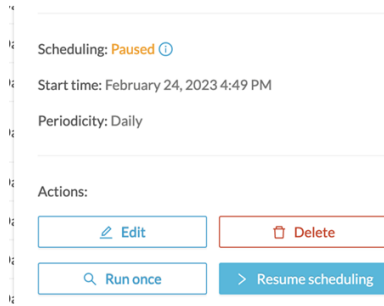 Scheduling: Paused
Start time: February 24, 2023 4:49 PM
Periodicity: Daily
Actions:
Edit
Delete
Run once
Resume scheduling